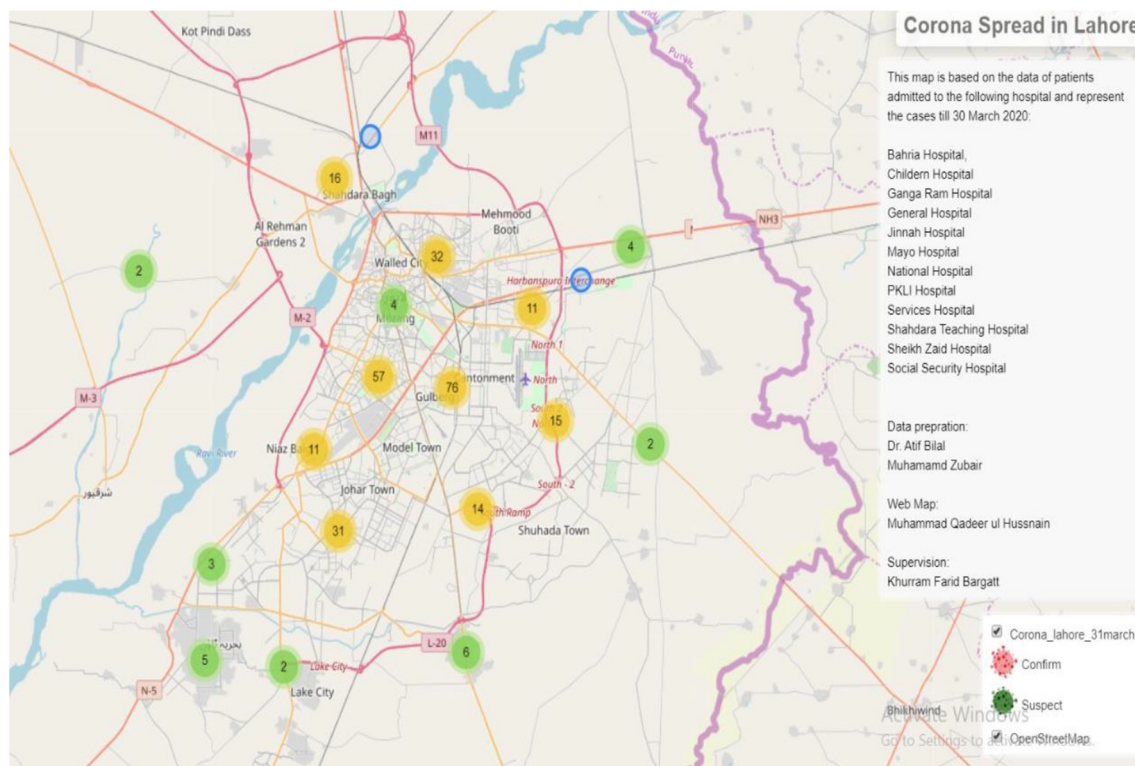 Corona Spread in Lahore
This map is based on the data of patients
admitted to the following hospital and represent
the cases till 30 March 2020:
Bahria Hospital,
Childern Hospital
Ganga Ram Hospital
General Hospital
Jinnah Hospital
Mayo Hospital
National Hospital
PKLI Hospital
Services Hospital
Shahdara Teaching Hospital
Sheikh Zaid Hospital
Social Security Hospital
Data prepration:
Dr. Atif Bilal
Muhamamd Zubair
Web Map:
Muhammad Qadeer ul Hussnain
Supervision:
Khurram Farid Bargatt
Corona_lahore_31march
Confirm
Suspect
OpenStreetMap
Activate Windows
Go to Settings to activate Windows.
Kot Pindi Dass
M11
16
Shahdara Bagh
Mehmood
Booti
NH3
Al Rehman
Gardens 2
32
4
Walled City
2
Harbanspura Interchange
4
11
M-2
North 1
57
76
Cantonment
North
M-3
Gulberg
15
2
11
Model Town
Ravi River
South - 2
Johar Town
شرقپور
14
31
Shuhada Town
3
L-20
6
5
2
Lake City
N-5
Lake City
Bhikhiwind